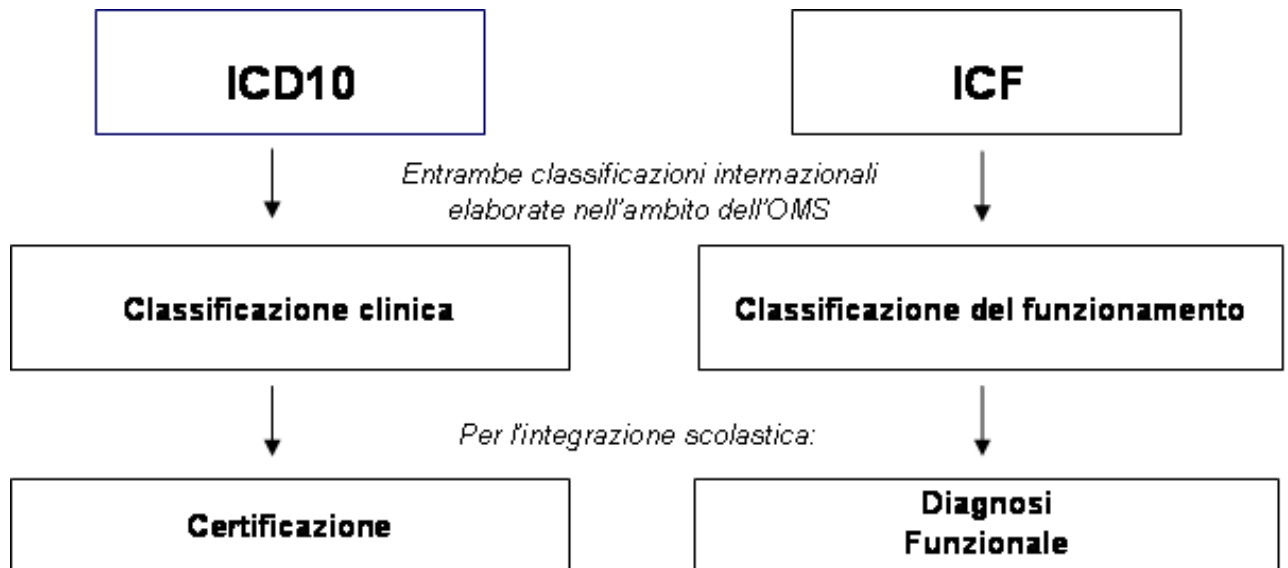 ICD10
ICF
Entrambe classificazioni internazionali
elaborate nell'ambito dell'OMS
Classificazione clinica
Classificazione del funzionamento
Per l'integrazione scolastica:
Certificazione
Diagnosi
Funzionale